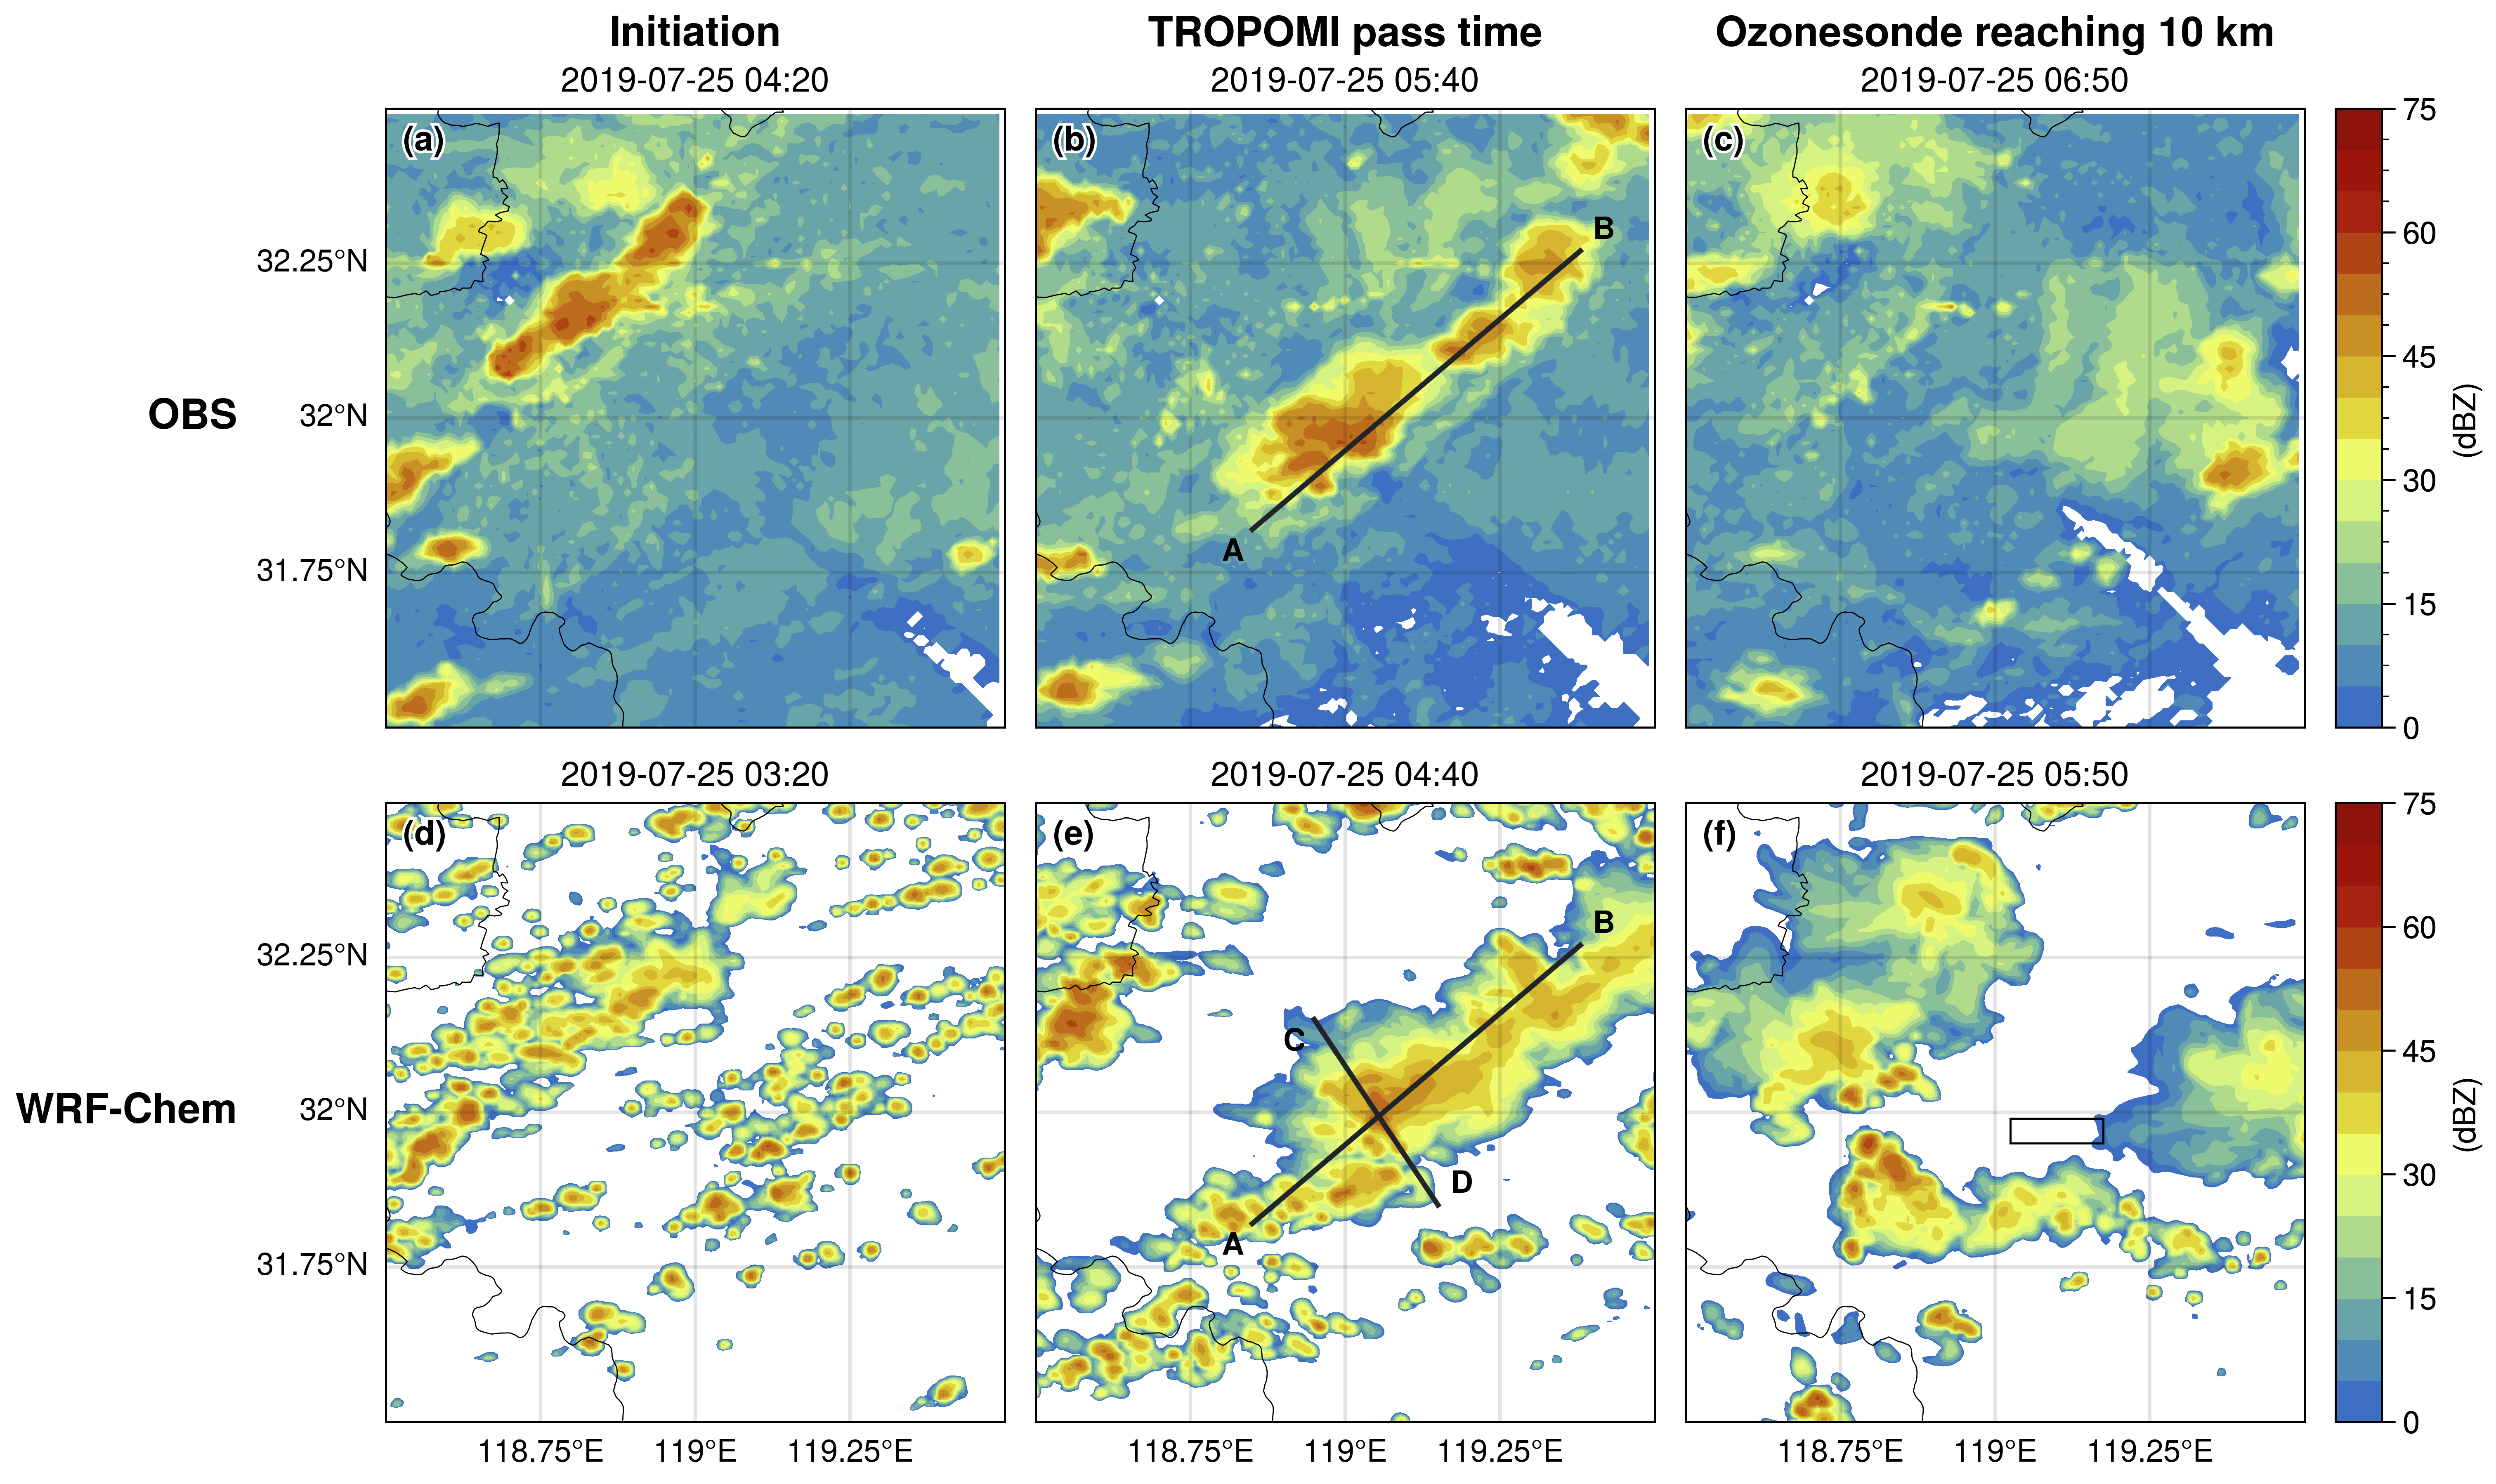 Initiation
TROPOMI pass time
Ozonesonde reaching 10 km
2019-07-25 04:20
2019-07-25 05:40
2019-07-25 06:50
(a)
(b)
(c)
B
A
32.25°N
32°N
31.75°N
OBS
75
60
45
30
15
0
(dBZ)
2019-07-25 03:20
2019-07-25 04:40
2019-07-25 05:50
(d)
(e)
(f)
B
C
D
A
32.25°N
32°N
31.75°N
WRF-Chem
75
60
45
30
15
0
(dBZ)
118.75°E 119°E 119.25°E
118.75°E 119°E 119.25°E
118.75°E 119°E 119.25°E